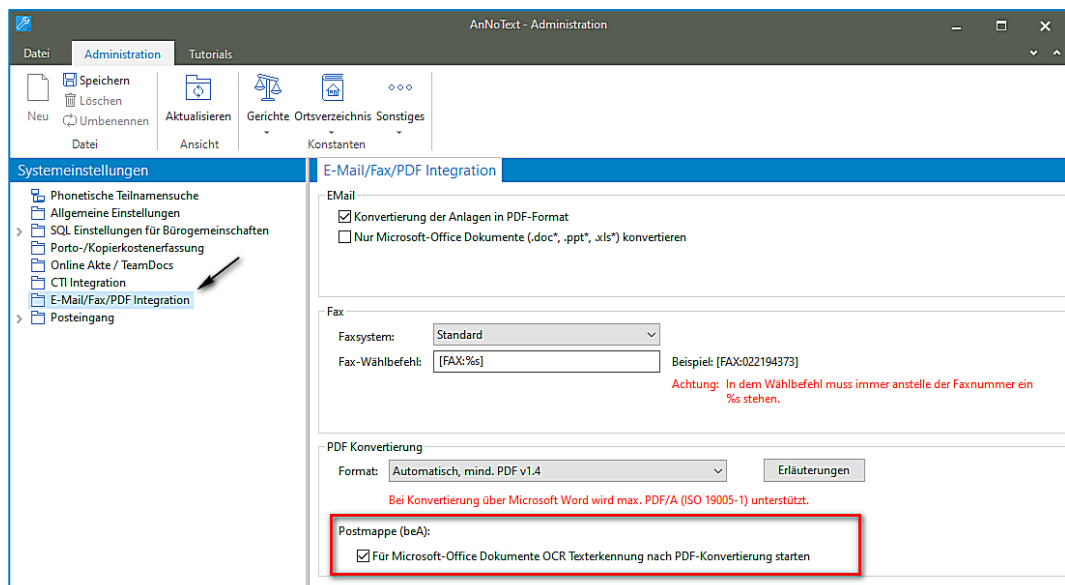 AnNoText - Administration
Datei
Administration
Tutorials
Neu
Speichern
Löschen
Umbenennen
Datei
Aktualisieren
Ansicht
Gerichte Ortsverzeichnis Sonstiges
Konstanten
Systemeinstellungen
Phonetische Teilnamensuche
Allgemeine Einstellungen
SQL Einstellungen für Bürogemeinschaften
Porto-/Kopierkostenerfassung
Online Akte / TeamDocs
CTI Integration
E-Mail/Fax/PDF Integration
Posteingang
E-Mail/Fax/PDF Integration
EMail
Konvertierung der Anlagen in PDF-Format
Nur Microsoft-Office Dokumente (.doc*, .ppt*, .xls*) konvertieren
Fax
Faxsystem: Standard
Fax-Wählbefehl: [FAX:%s] Beispiel: [FAX:022194373]
Achtung: In dem Wählbefehl muss immer anstelle der Faxnummer ein
%s stehen.
PDF Konvertierung
Format: Automatisch, mind. PDF v1.4 Erläuterungen
Bei Konvertierung über Microsoft Word wird max. PDF/A (ISO 19005-1) unterstützt.
Postmappe (beA):
Für Microsoft-Office Dokumente OCR Texterkennung nach PDF-Konvertierung starten